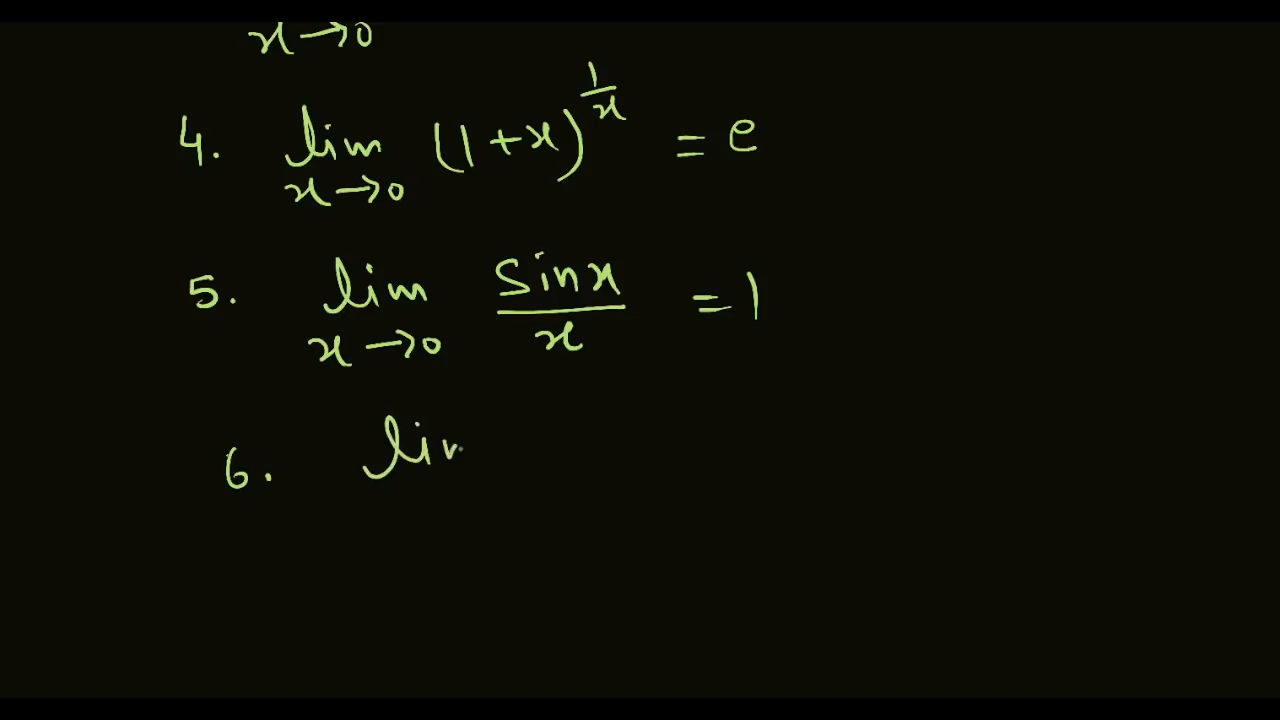 x→0
4. lim (1+x)^(1/x) = e
x→0
5. lim sinx/x = 1
x→0
6. li